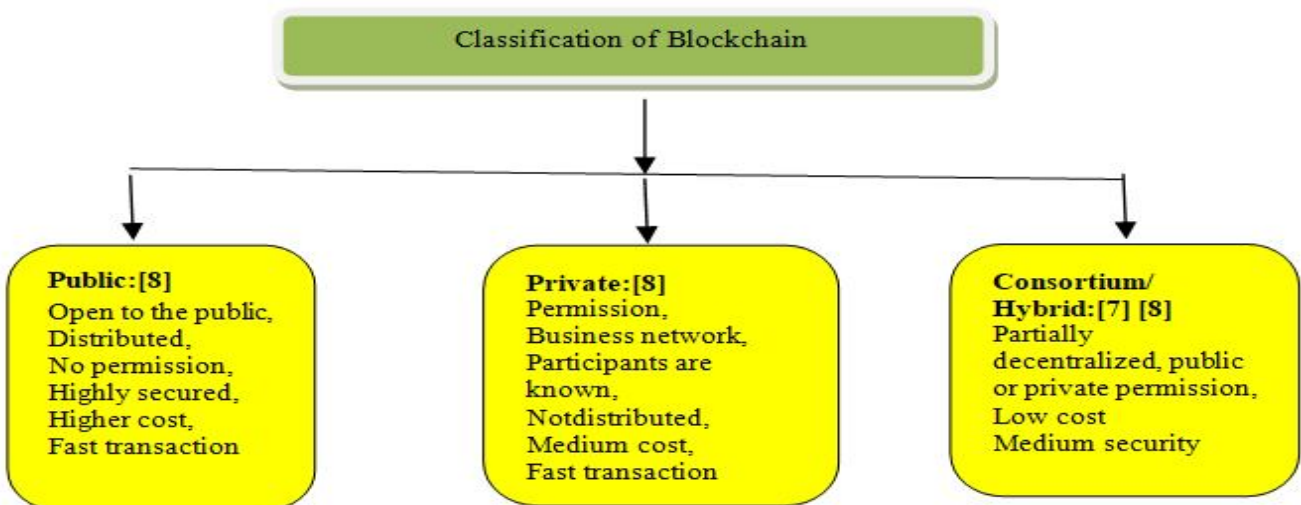 Classification of Blockchain
Public:[8]
Open to the public,
Distributed,
No permission,
Highly secured,
Higher cost,
Fast transaction
Private:[8]
Permission,
Business network,
Participants are
known,
Notdistributed,
Medium cost,
Fast transaction
Consortium/
Hybrid:[7] [8]
Partially
decentralized, public
or private permission,
Low cost
Medium security